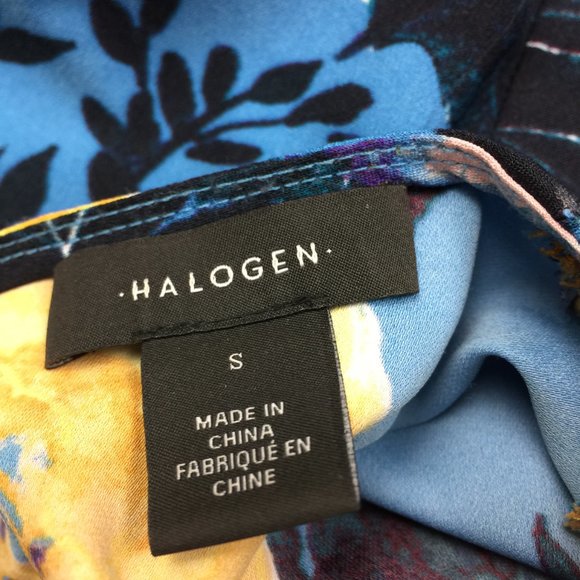 ·HALOGEN·
S
MADE IN
CHINA
FABRIQUÉ EN
CHINE